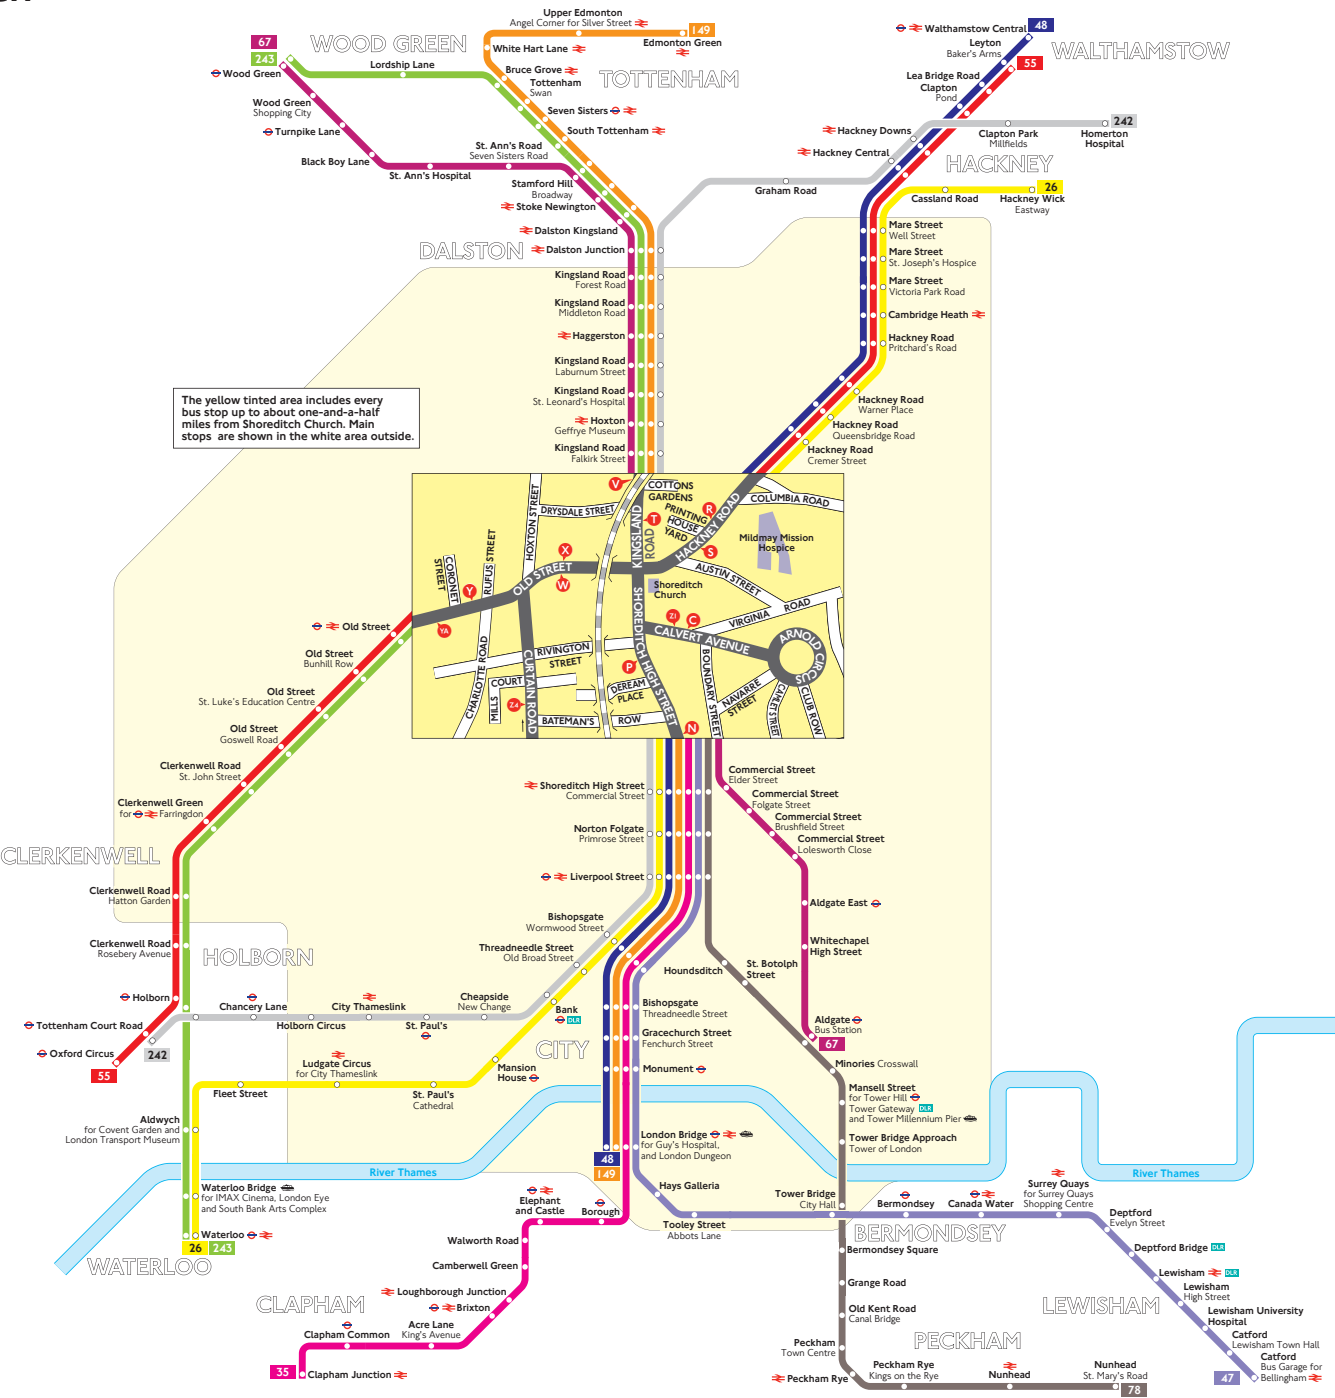 Upper Edmonton
Angel Corner for Silver Street
149
Edmonton Green
White Hart Lane
Bruce Grove
TOTTENHAM
Tottenham
Swan
Seven Sisters
South Tottenham
WOOD GREEN
67
243
Wood Green
Lordship Lane
Wood Green
Shopping City
Turnpike Lane
Black Boy Lane
St. Ann's Hospital
St. Ann's Road
Seven Sisters Road
Stamford Hill
Broadway
Stoke Newington
Dalston Kingsland
DALSTON
Dalston Junction
Kingsland Road
Forest Road
Kingsland Road
Middleton Road
Haggerston
Kingsland Road
Laburnum Street
Kingsland Road
St. Leonard's Hospital
Hoxton
Geffrye Museum
Kingsland Road
Falkirk Street
Walthamstow Central
48
Leyton
Baker's Arms
WALTHAMSTOW
55
Lea Bridge Road
Clapton
Pond
242
Hackney Downs
Clapton Park
Millfields
Homerton
Hospital
Hackney Central
HACKNEY
Graham Road
26
Cassland Road
Hackney Wick
Eastway
Mare Street
Well Street
Mare Street
St. Joseph's Hospice
Mare Street
Victoria Park Road
Cambridge Heath
Hackney Road
Pritchard's Road
Hackney Road
Warner Place
Hackney Road
Queensbridge Road
Hackney Road
Cremer Street
The yellow tinted area includes every
bus stop up to about one-and-a-half
miles from Shoreditch Church. Main
stops are shown in the white area outside.
V
COTTONS
GARDENS
PRINTING
HOUSE
YARD
R
COLUMBIA ROAD
HOXTON STREET
DRYSDALE STREET
KINGSLAND
ROAD
T
HACKNEY ROAD
S
Mildmay Mission
Hospice
CORONET
STREET
RUFUS STREET
X
OLD STREET
W
Y
YA
AUSTIN STREET
Shoreditch
Church
SHOREDITCH HIGH STREET
Z1
C
CALVERT AVENUE
VIRGINIA ROAD
ARNOLD CIRCUS
CHARLOTTE ROAD
RIVINGTON
STREET
CURTAIN ROAD
MILLS
COURT
Z4
BATEMAN'S
ROW
P
DEREAM
PLACE
BOUNDARY STREET
NAVARRE
STREET
CLUB ROW
N
Old Street
Old Street
Bunhill Row
Old Street
St. Luke's Education Centre
Old Street
Goswell Road
Clerkenwell Road
St. John Street
Clerkenwell Green
for Farringdon
CLERKENWELL
Clerkenwell Road
Hatton Garden
Clerkenwell Road
Rosebery Avenue
HOLBORN
Holborn
Tottenham Court Road
Oxford Circus
242
55
Chancery Lane
Holborn Circus
City Thameslink
St. Paul's
Cheapside
New Change
Shoreditch High Street
Commercial Street
Norton Folgate
Primrose Street
Liverpool Street
Bishopsgate
Wormwood Street
Threadneedle Street
Old Broad Street
Bank
DLR
CITY
Mansion
House
Ludgate Circus
for City Thameslink
Fleet Street
St. Paul's
Cathedral
Aldwych
for Covent Garden and
London Transport Museum
River Thames
Waterloo Bridge
for IMAX Cinema, London Eye
and South Bank Arts Complex
Waterloo
26
243
WATERLOO
Commercial Street
Elder Street
Commercial Street
Folgate Street
Commercial Street
Brushfield Street
Commercial Street
Lolesworth Close
Aldgate East
Whitechapel
High Street
Aldgate
Bus Station
67
Houndsditch
St. Botolph
Street
Bishopsgate
Threadneedle Street
Gracechurch Street
Fenchurch Street
Monument
Minories Crosswall
Mansell Street
for Tower Hill
Tower Gateway DLR
and Tower Millennium Pier
Tower Bridge Approach
Tower of London
London Bridge
for Guy's Hospital,
and London Dungeon
48
149
Hays Galleria
Tooley Street
Abbots Lane
Tower Bridge
City Hall
River Thames
Bermondsey
Canada Water
Surrey Quays
for Surrey Quays
Shopping Centre
BERMONDSEY
Deptford
Evelyn Street
Deptford Bridge DLR
Lewisham DLR
Lewisham
High Street
LEWISHAM
Lewisham University
Hospital
Catford
Lewisham Town Hall
Catford
Bus Garage for
Bellingham
47
Elephant
and Castle
Borough
Walworth Road
Camberwell Green
Loughborough Junction
Brixton
CLAPHAM
Clapham Common
Acre Lane
King's Avenue
35
Clapham Junction
Bermondsey Square
Grange Road
Old Kent Road
Canal Bridge
Peckham
Town Centre
PECKHAM
Peckham Rye
Peckham Rye
Kings on the Rye
Nunhead
Nunhead
St. Mary's Road
78